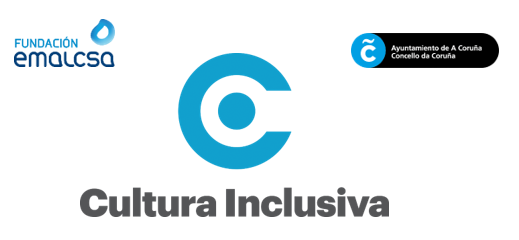 FUNDACIÓN
emalcsa
Ayuntamiento de A Coruña
Concello da Coruña
Cultura Inclusiva